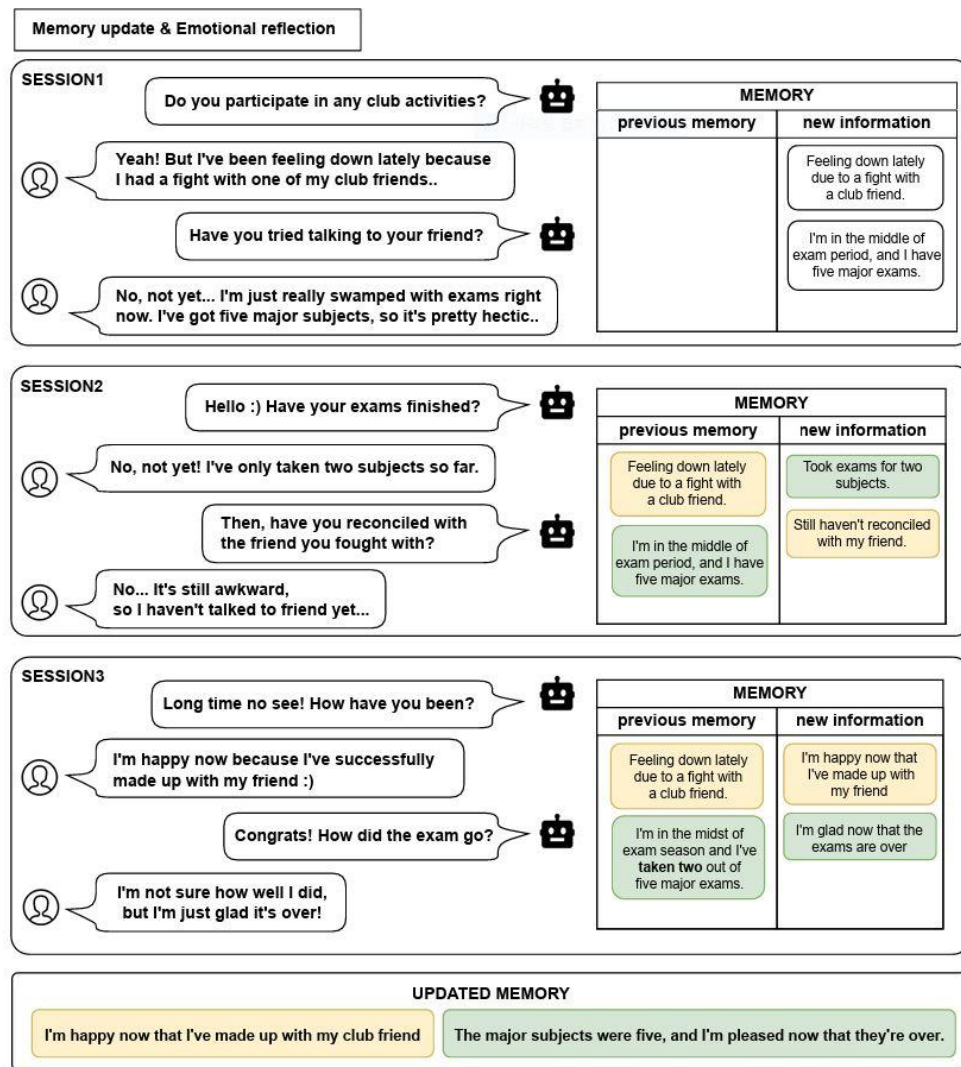 Memory update & Emotional reflection
SESSION1
Do you participate in any club activities?
Yeah! But I've been feeling down lately because
I had a fight with one of my club friends..
Have you tried talking to your friend?
No, not yet... I'm just really swamped with exams right
now. I've got five major subjects, so it's pretty hectic..
MEMORY
previous memory
new information
Feeling down lately
due to a fight with
a club friend.
I'm in the middle of
exam period, and I have
five major exams.
SESSION2
Hello :) Have your exams finished?
No, not yet! I've only taken two subjects so far.
Then, have you reconciled with
the friend you fought with?
No... It's still awkward,
so I haven't talked to friend yet...
MEMORY
previous memory
new information
Feeling down lately
due to a fight with
a club friend.
I'm in the middle of
exam period, and I have
five major exams.
Took exams for two
subjects.
Still haven't reconciled
with my friend.
SESSION3
Long time no see! How have you been?
I'm happy now because I've successfully
made up with my friend :)
Congrats! How did the exam go?
I'm not sure how well I did,
but I'm just glad it's over!
MEMORY
previous memory
new information
Feeling down lately
due to a fight with
a club friend.
I'm in the midst of
exam season and I've
taken two out of
five major exams.
I'm happy now that
I've made up with
my friend
I'm glad now that the
exams are over
UPDATED MEMORY
I'm happy now that I've made up with my club friend
The major subjects were five, and I'm pleased now that they're over.